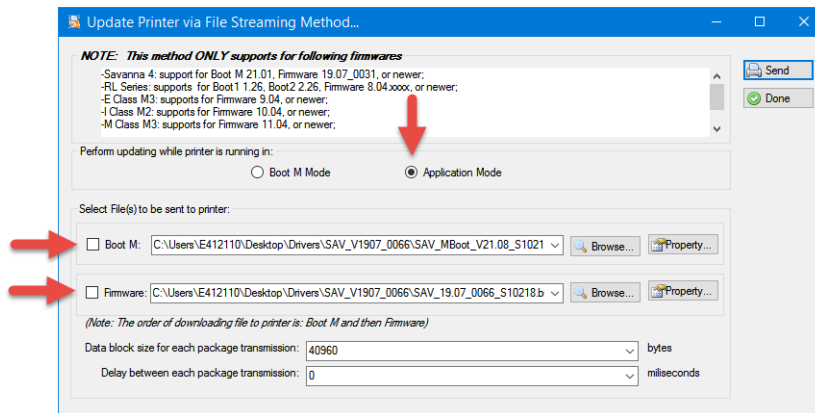 Update Printer via File Streaming Method...
NOTE: This method ONLY supports for following firmwares
-Savanna 4: support for Boot M 21.01, Firmware 19.07_0031, or newer;
-RL Series: supports for Boot1 1.26, Boot2 2.26, Firmware 8.04.xxxx, or newer;
-E Class M3: supports for Firmware 9.04, or newer;
-I Class M2: supports for Firmware 10.04, or newer;
-M Class M3: supports for Firmware 11.04, or newer;
Send
Done
Perform updating while printer is running in:
Boot M Mode
Application Mode
Select File(s) to be sent to printer:
Boot M: C:\Users\E412110\Desktop\Drivers\SAV_V1907_0066\SAV_MBoot_V21.08_S1021 Browse... Property...
Firmware: C:\Users\E412110\Desktop\Drivers\SAV_V1907_0066\SAV_19.07_0066_S10218.b Browse... Property...
(Note: The order of downloading file to printer is: Boot M and then Firmware)
Data block size for each package transmission: 40960 bytes
Delay between each package transmission: 0 miliseconds